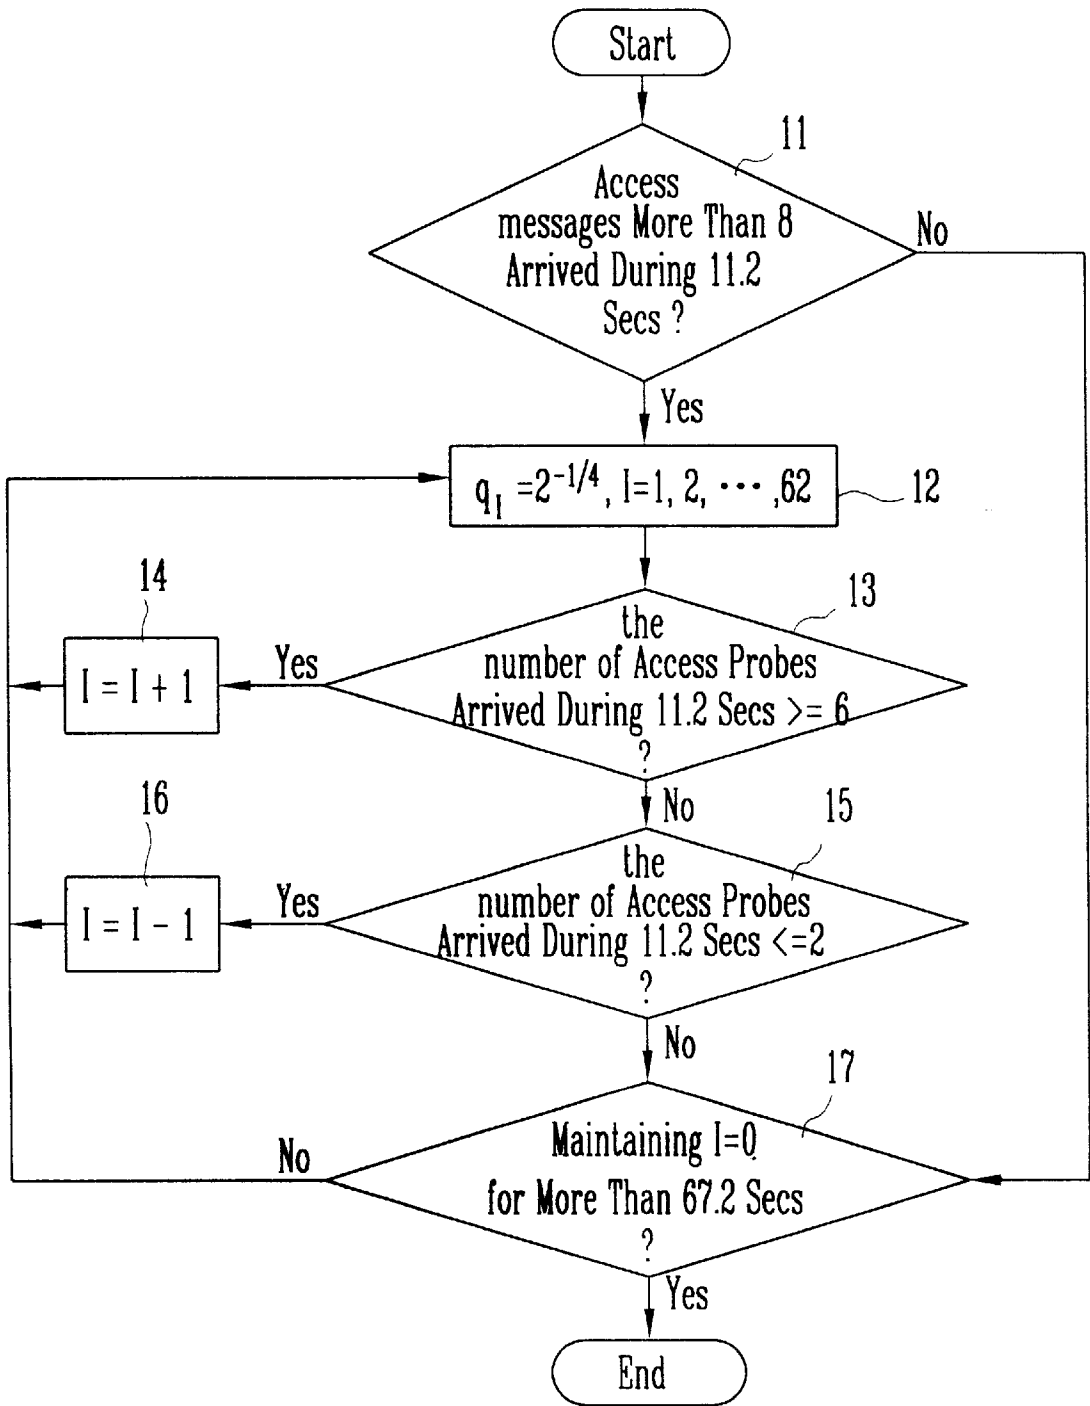 Start
11
Access
messages More Than 8
Arrived During 11.2
Secs ?
No
Yes
q_I =2^-1/4, I=1, 2, ··· ,62
12
14
13
the
number of Access Probes
Arrived During 11.2 Secs >= 6
?
Yes
I = I + 1
No
16
15
the
number of Access Probes
Arrived During 11.2 Secs <=2
?
Yes
I = I - 1
No
17
Maintaining I=0
for More Than 67.2 Secs
?
No
Yes
End